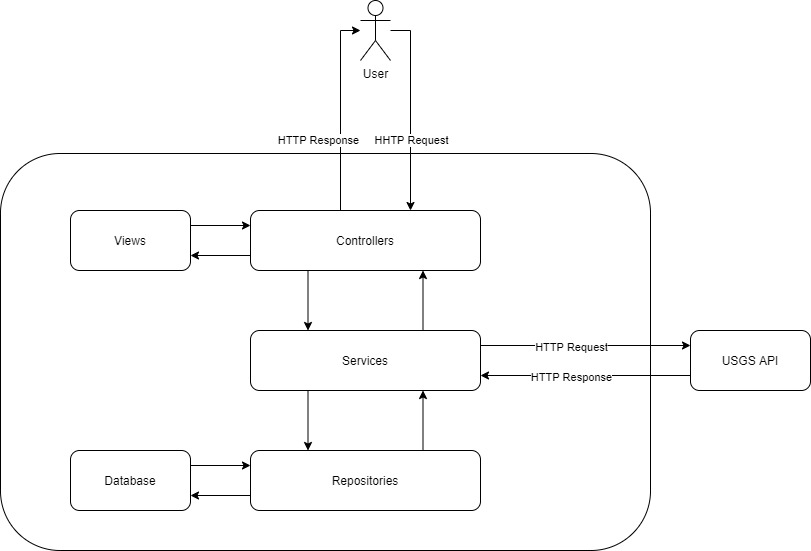 User
HTTP Response
HHTP Request
Views
Controllers
Services
HTTP Request
USGS API
HTTP Response
Database
Repositories